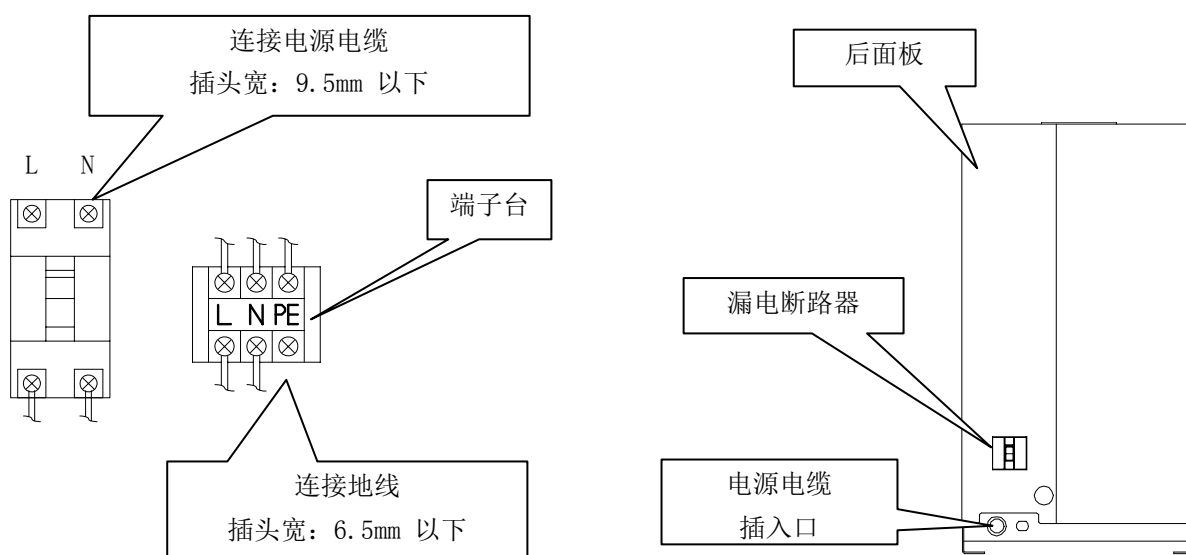 连接电源电缆
插头宽：9.5mm 以下
后面板
L N
端子台
L N PE
漏电断路器
连接地线
插头宽：6.5mm 以下
电源电缆
插入口